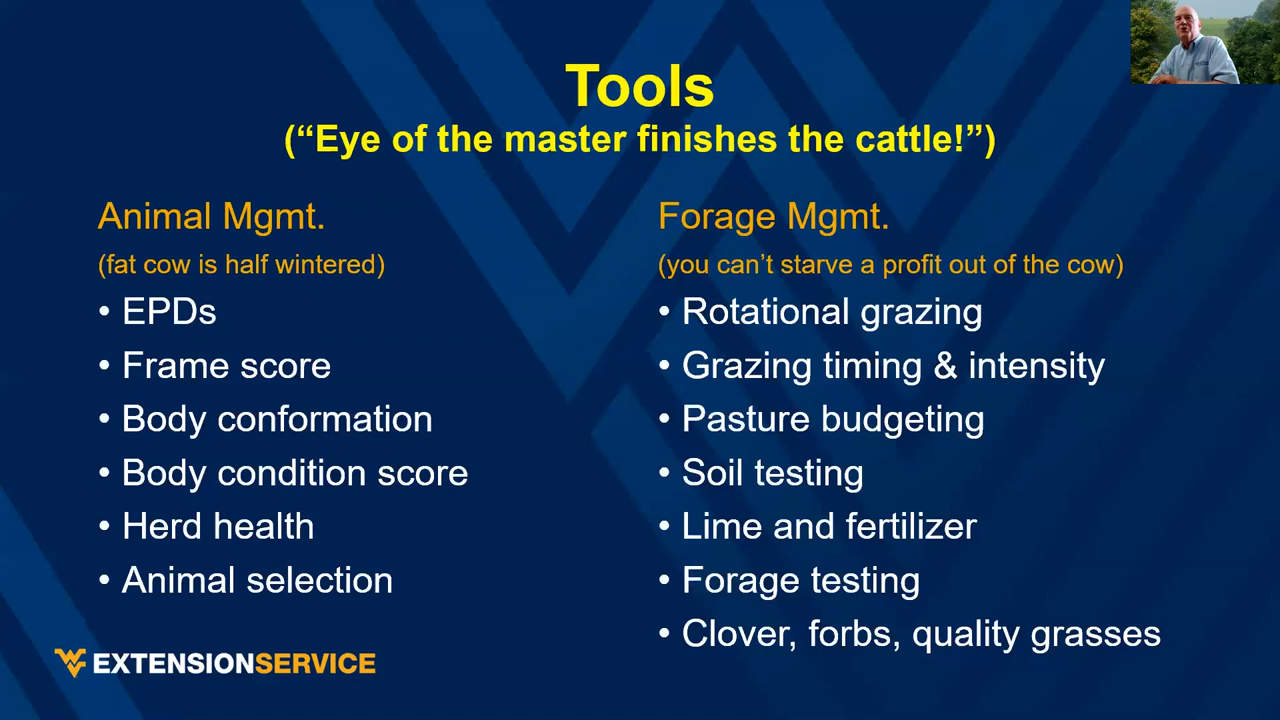 Tools
(“Eye of the master finishes the cattle!”)
Animal Mgmt.
(fat cow is half wintered)
• EPDs
• Frame score
• Body conformation
• Body condition score
• Herd health
• Animal selection
Forage Mgmt.
(you can’t starve a profit out of the cow)
• Rotational grazing
• Grazing timing & intensity
• Pasture budgeting
• Soil testing
• Lime and fertilizer
• Forage testing
• Clover, forbs, quality grasses
EXTENSIONSERVICE